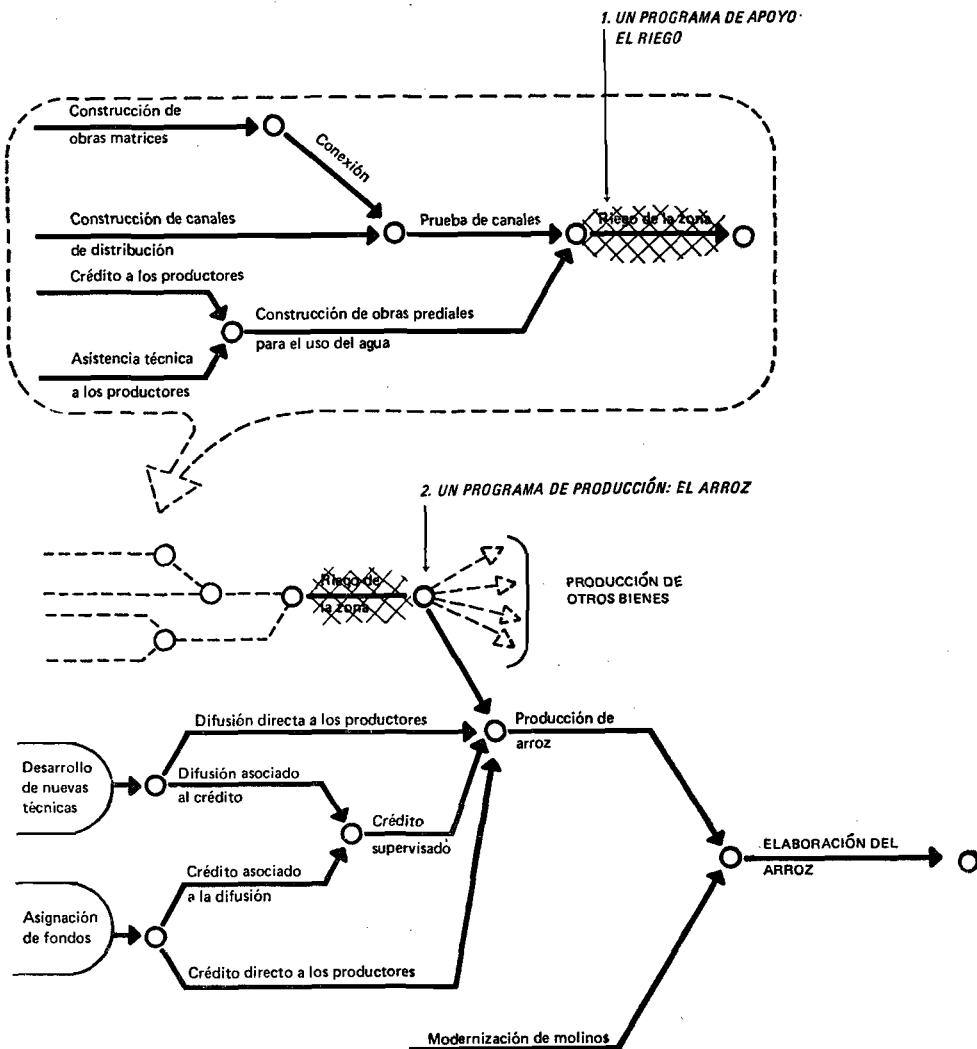 1. UN PROGRAMA DE APOYO·
EL RIEGO
Construcción de
obras matrices
Conexión
Construcción de canales
de distribución
Prueba de canales
Riego de la zona
Crédito a los productores
Construcción de obras prediales
para el uso del agua
Asistencia técnica
a los productores
2. UN PROGRAMA DE PRODUCCIÓN: EL ARROZ
Riego de
la zona
PRODUCCIÓN DE
OTROS BIENES
Difusión directa a los productores
Producción de
arroz
Desarrollo
de nuevas
técnicas
Difusión asociado
al crédito
Crédito
supervisado
ELABORACIÓN DEL
ARROZ
Crédito asociado
a la difusión
Asignación
de fondos
Crédito directo a los productores
Modernización de molinos